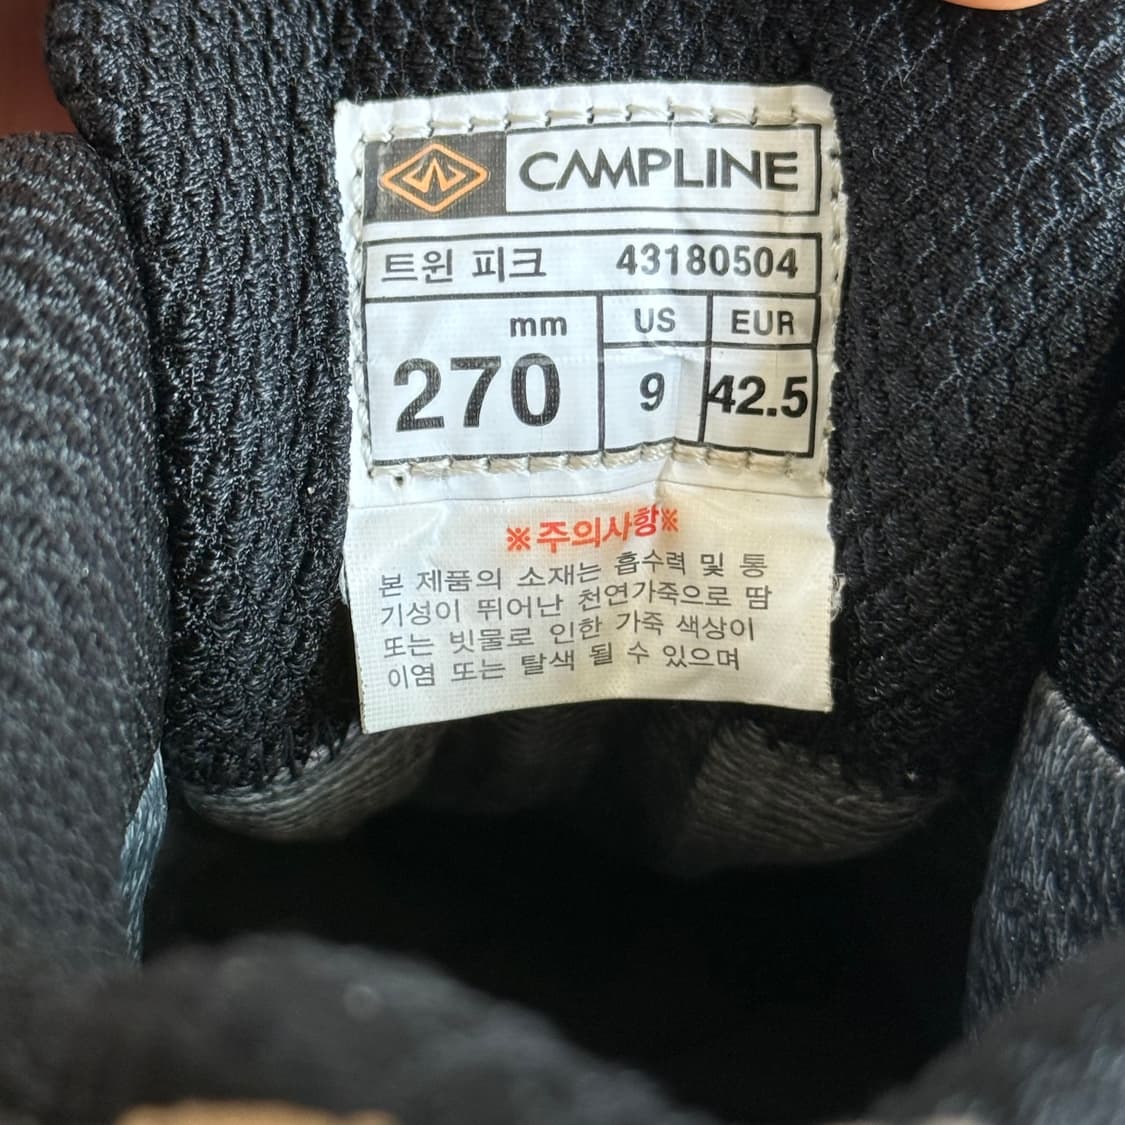 CAMPLINE
트윈 피크 43180504
mm US EUR
270 9 42.5
※주의사항※
본 제품의 소재는 흡수력 및 통
기성이 뛰어난 천연가죽으로 땀
또는 빗물로 인한 가죽 색상이
이염 또는 탈색 될 수 있으며